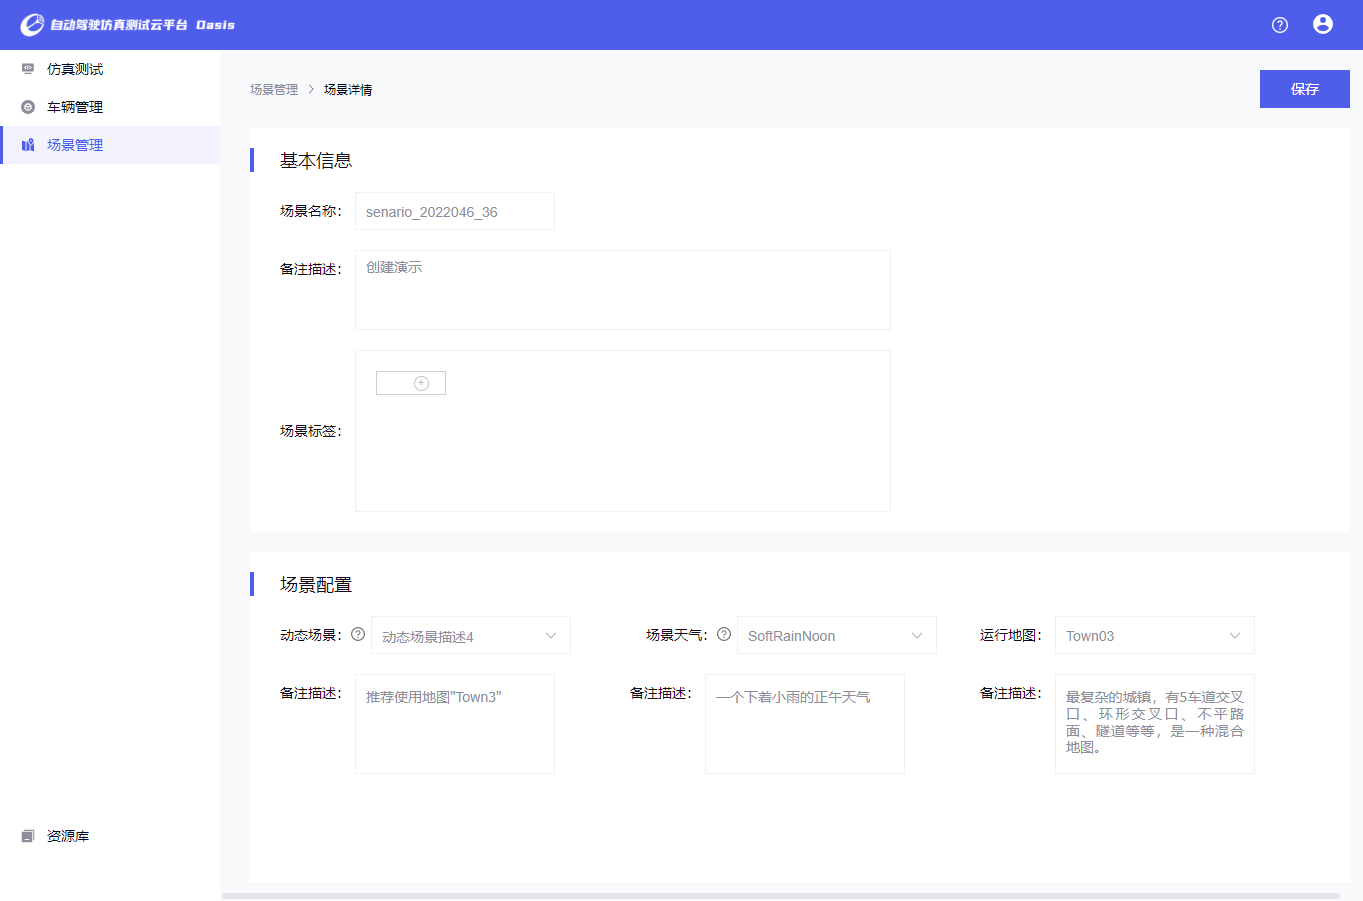 自动驾驶仿真测试云平台 Oasis
仿真测试
车辆管理
场景管理
资源库
场景管理 > 场景详情
保存
基本信息
场景名称：
senario_2022046_36
备注描述：
创建演示
场景标签：
场景配置
动态场景：
动态场景描述4
场景天气：
SoftRainNoon
运行地图：
Town03
备注描述：
推荐使用地图"Town3"
备注描述：
一个下着小雨的正午天气
备注描述：
最复杂的城镇，有5车道交叉
口、环形交叉口、不平路
面、隧道等等，是一种混合
地图。